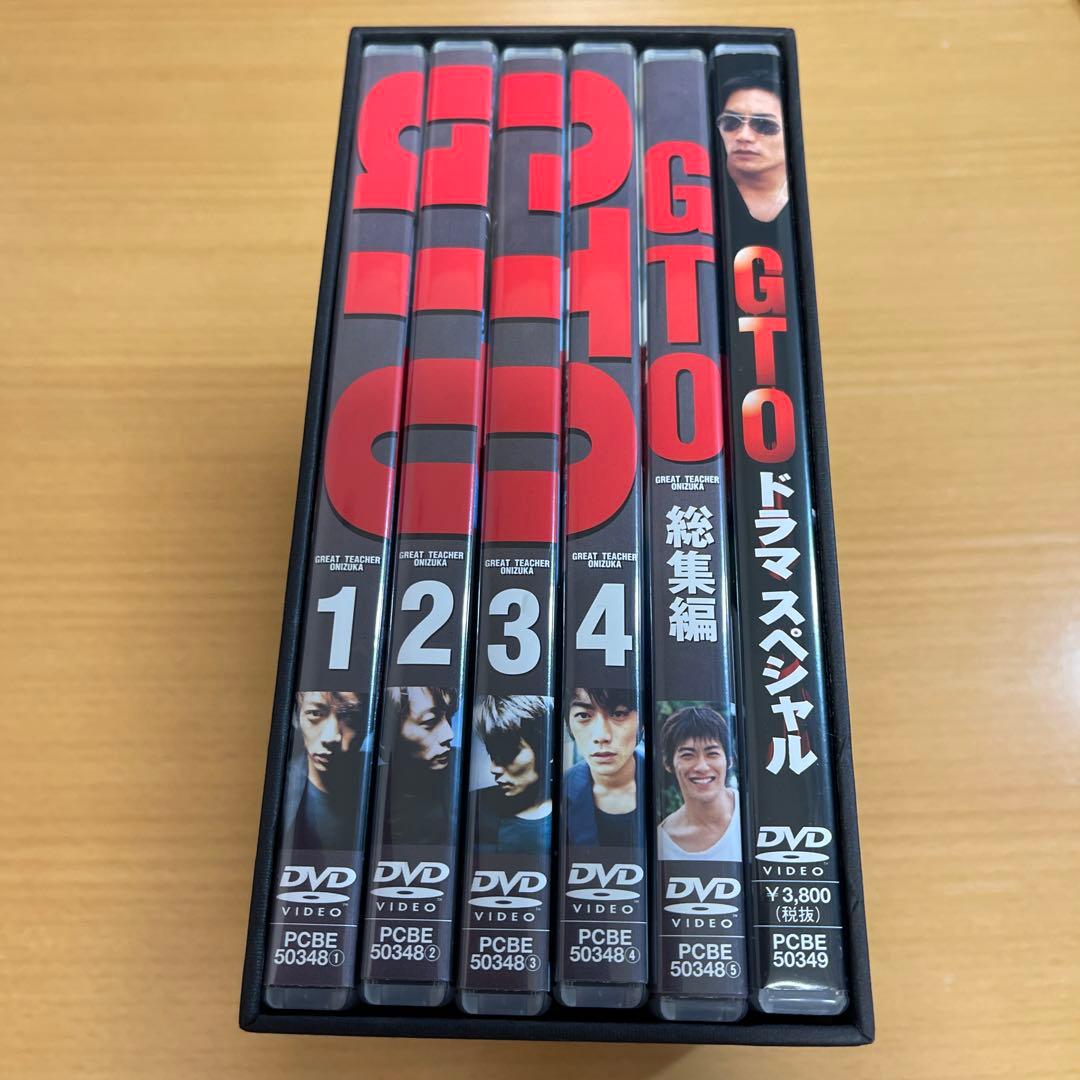 GTO
GREAT TEACHER
ONIZUKA
1
DVD
VIDEO
PCBE
50348①
GREAT TEACHER
ONIZUKA
2
DVD
VIDEO
PCBE
50348②
GREAT TEACHER
ONIZUKA
3
DVD
VIDEO
PCBE
50348③
GREAT TEACHER
ONIZUKA
4
DVD
VIDEO
PCBE
50348④
GTO
GREAT TEACHER
ONIZUKA
総集編
DVD
VIDEO
PCBE
50348⑤
GTO
ドラマスペシャル
DVD
VIDEO
¥3,800
(税抜)
PCBE
50349